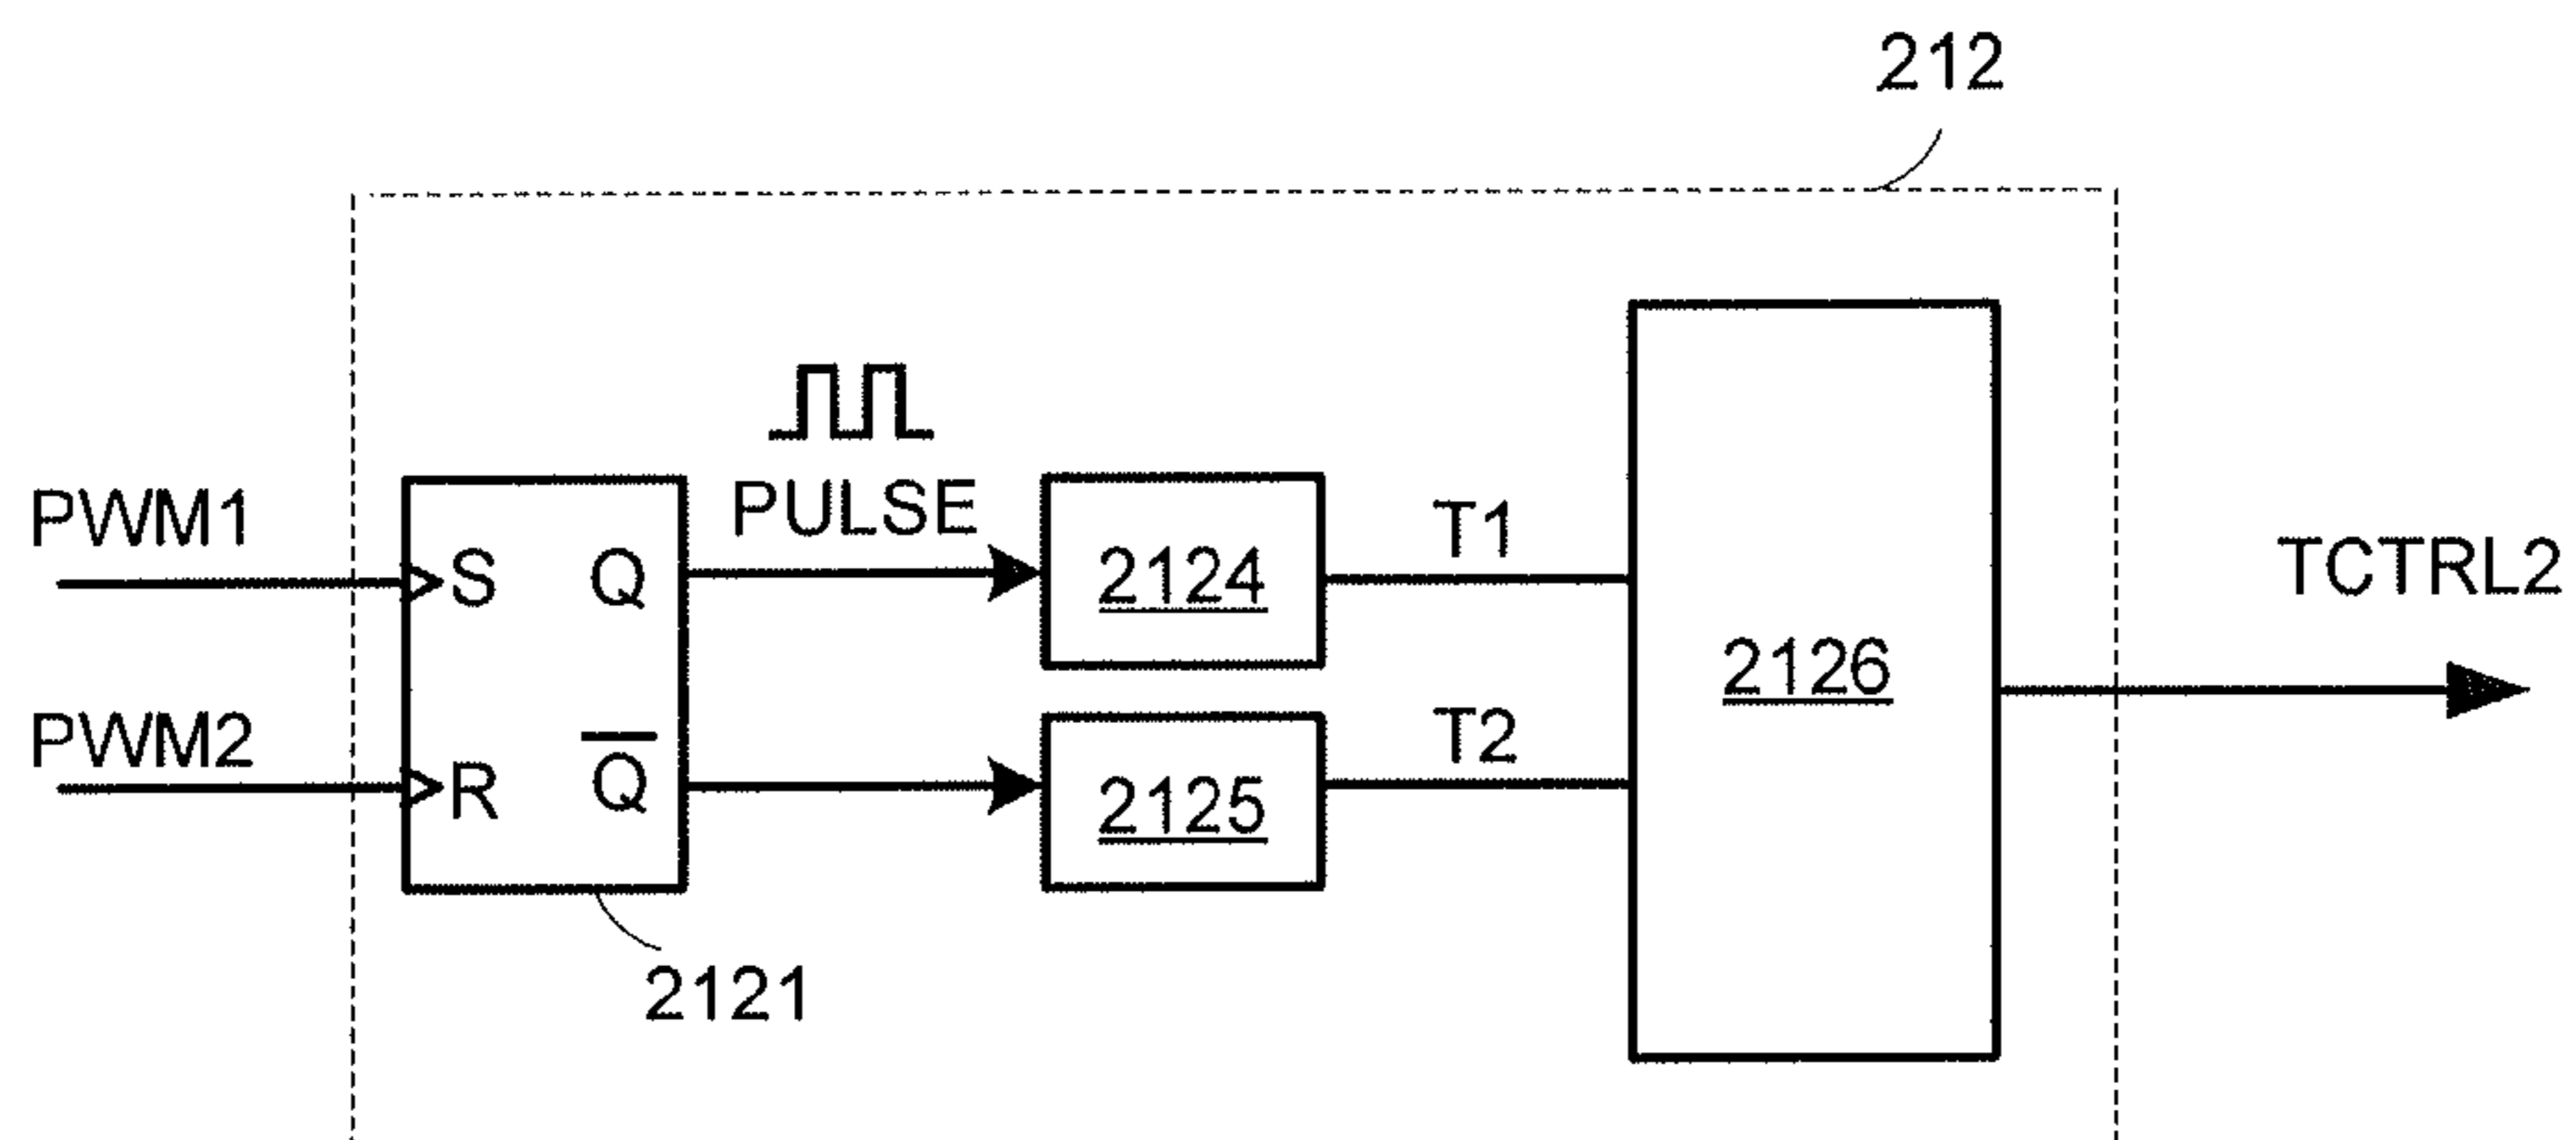 212
PWM1
PULSE
S
Q
2124
T1
TCTRL2
2126
PWM2
R
Q
2125
T2
2121